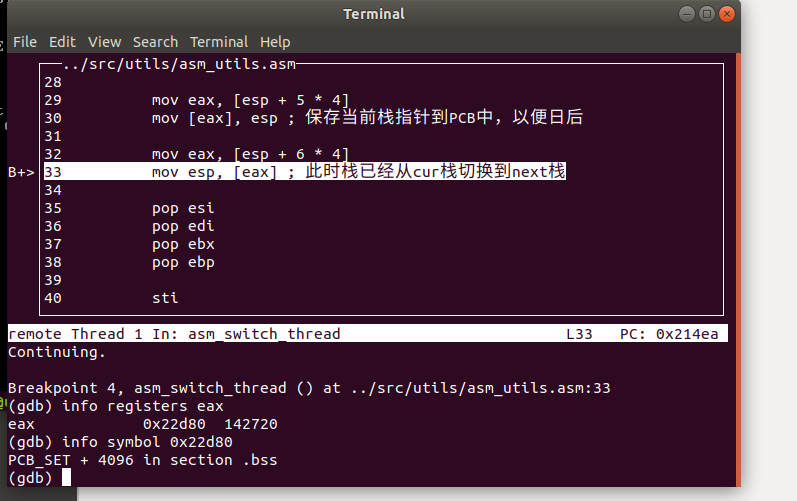 Terminal
File Edit View Search Terminal Help
../src/utils/asm_utils.asm
28
29 mov eax, [esp + 5 * 4]
30 mov [eax], esp ; 保存当前栈指针到PCB中，以便日后
31
32 mov eax, [esp + 6 * 4]
B+> 33 mov esp, [eax] ; 此时栈已经从cur栈切换到next栈
34
35 pop esi
36 pop edi
37 pop ebx
38 pop ebp
39
40 sti
remote Thread 1 In: asm_switch_thread L33 PC: 0x214ea
Continuing.
Breakpoint 4, asm_switch_thread () at ../src/utils/asm_utils.asm:33
(gdb) info registers eax
eax 0x22d80 142720
(gdb) info symbol 0x22d80
PCB_SET + 4096 in section .bss
(gdb)